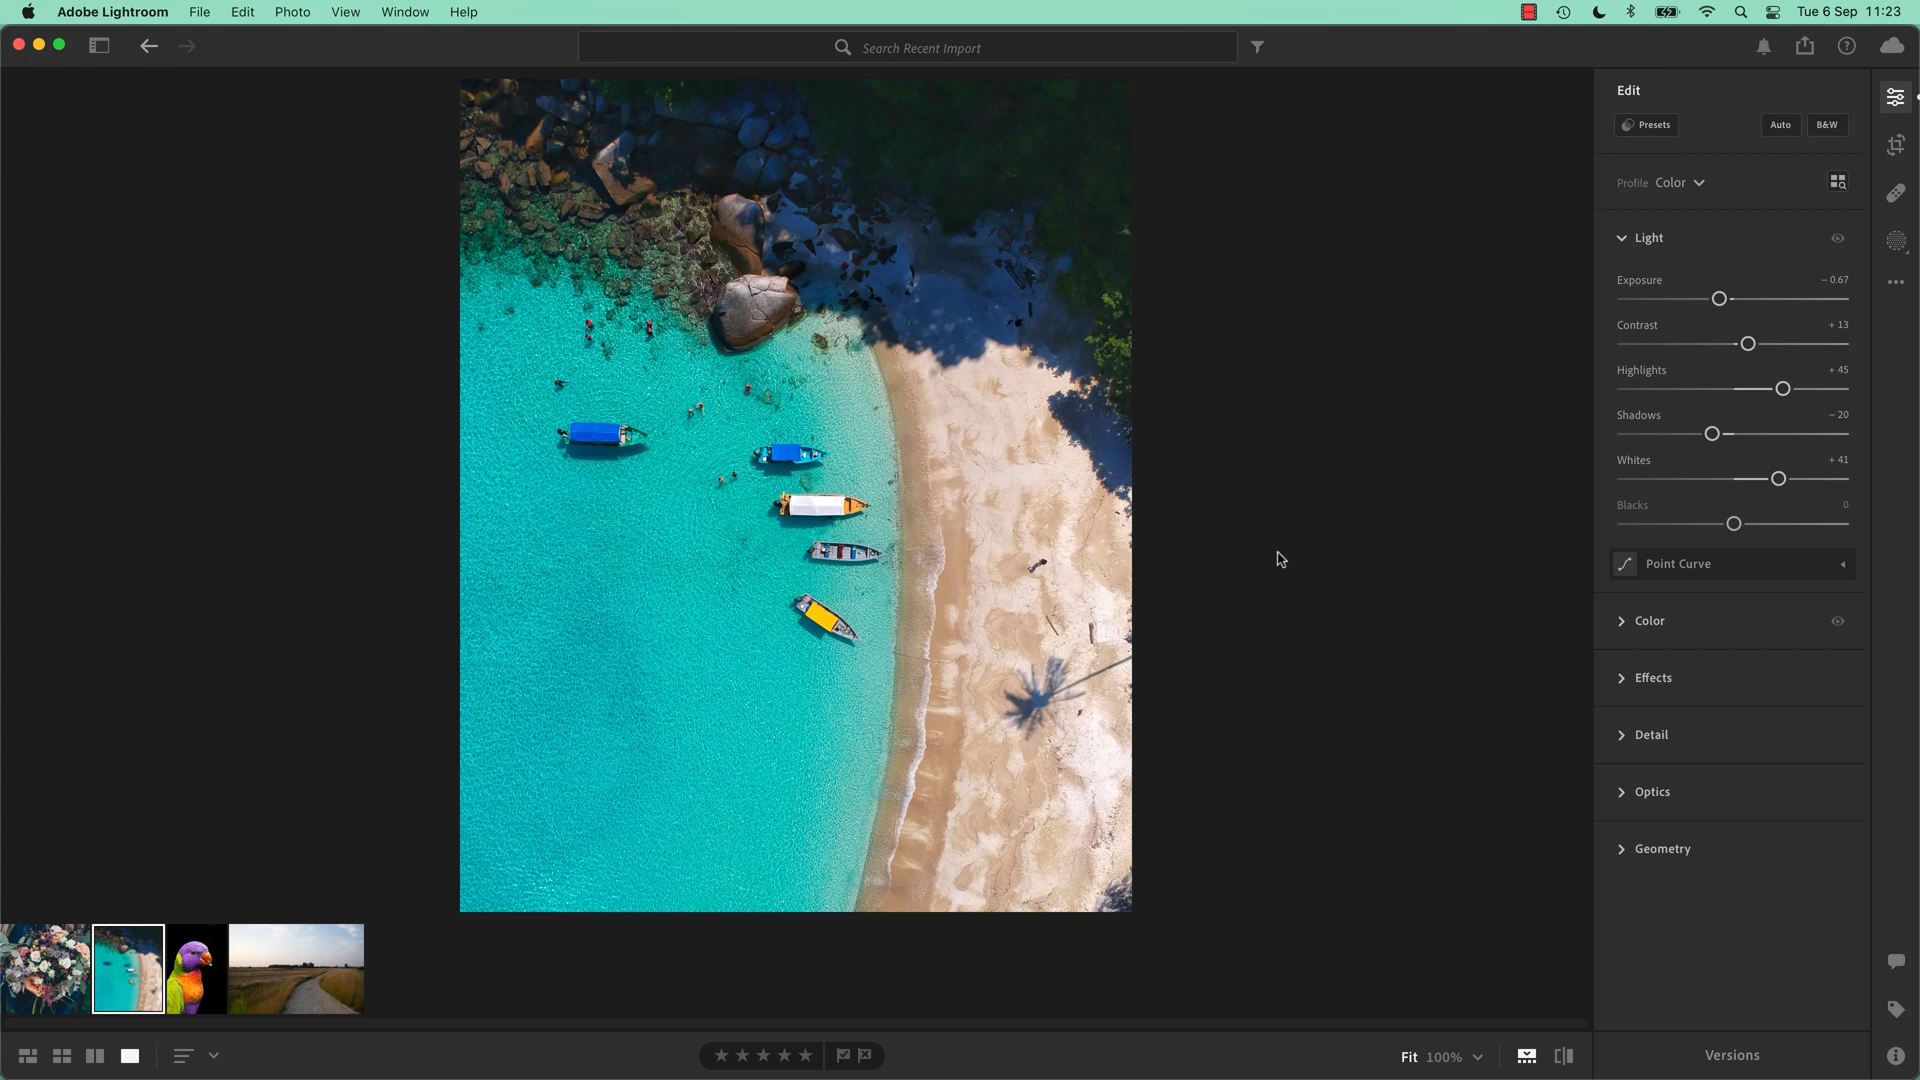 Adobe Lightroom File Edit Photo View Window Help Tue 6 Sep 11:23
Search Recent Import
Edit
Presets Auto B&W
Profile Color
Light
Exposure − 0.67
Contrast + 13
Highlights + 45
Shadows − 20
Whites + 41
Blacks 0
Point Curve
Color
Effects
Detail
Optics
Geometry
Fit 100%
Versions